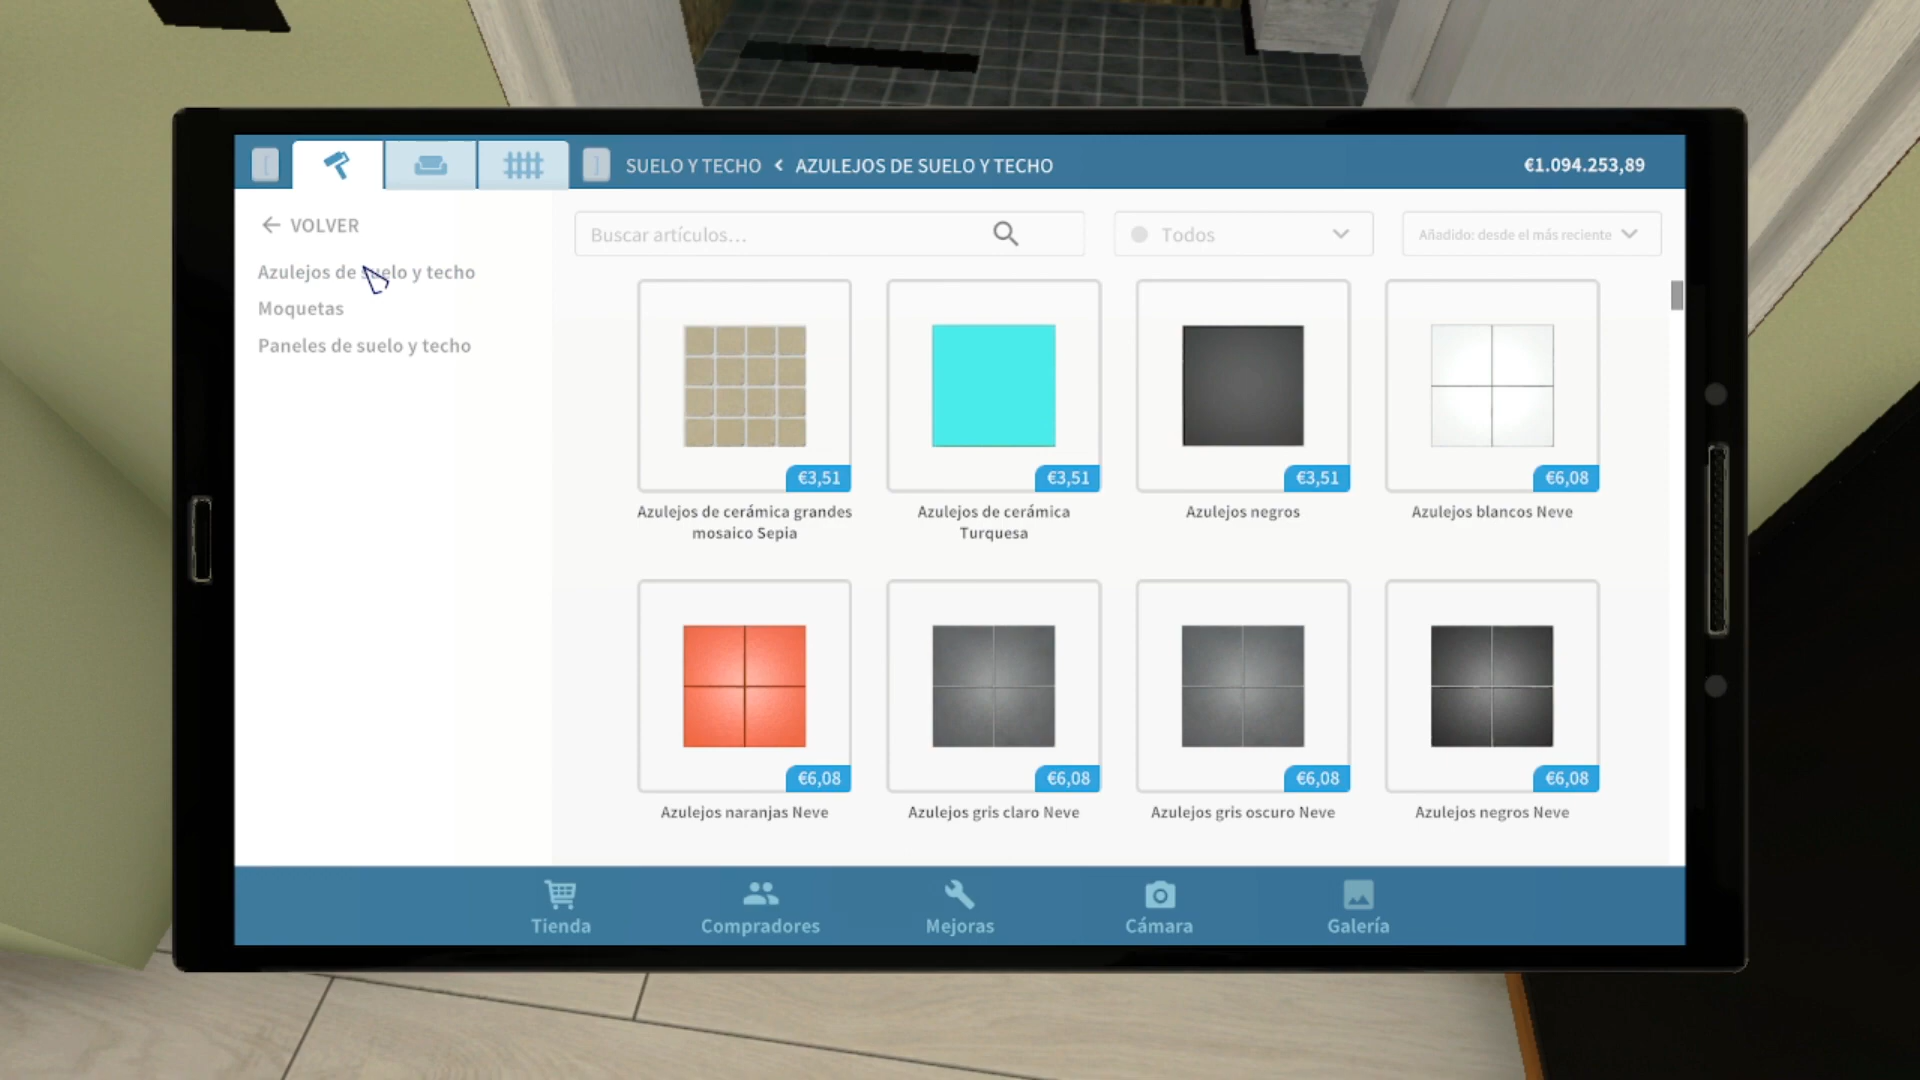 SUELO Y TECHO < AZULEJOS DE SUELO Y TECHO
€1.094.253,89
VOLVER
Azulejos de suelo y techo
Moquetas
Paneles de suelo y techo
Buscar artículos...
Todos
Añadido: desde el más reciente
€3,51
€3,51
€3,51
€6,08
Azulejos de cerámica grandes
mosaico Sepia
Azulejos de cerámica
Turquesa
Azulejos negros
Azulejos blancos Neve
€6,08
€6,08
€6,08
€6,08
Azulejos naranjas Neve
Azulejos gris claro Neve
Azulejos gris oscuro Neve
Azulejos negros Neve
Tienda
Compradores
Mejoras
Cámara
Galería